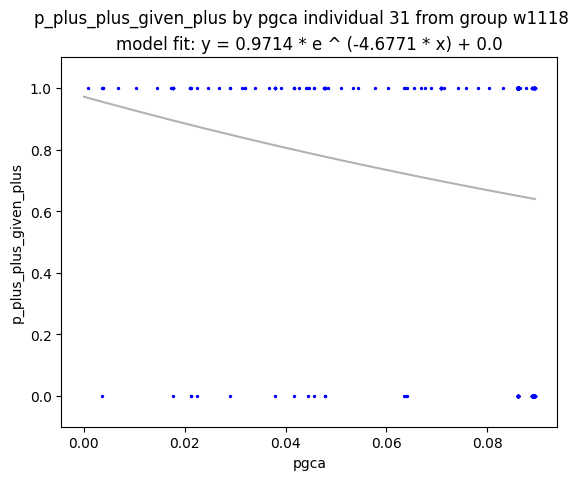 p_plus_plus_given_plus by pgca individual 31 from group w1118
model fit: y = 0.9714 * e ^ (-4.6771 * x) + 0.0
p_plus_plus_given_plus
1.0
0.8
0.6
0.4
0.2
0.0
0.00 0.02 0.04 0.06 0.08
pgca